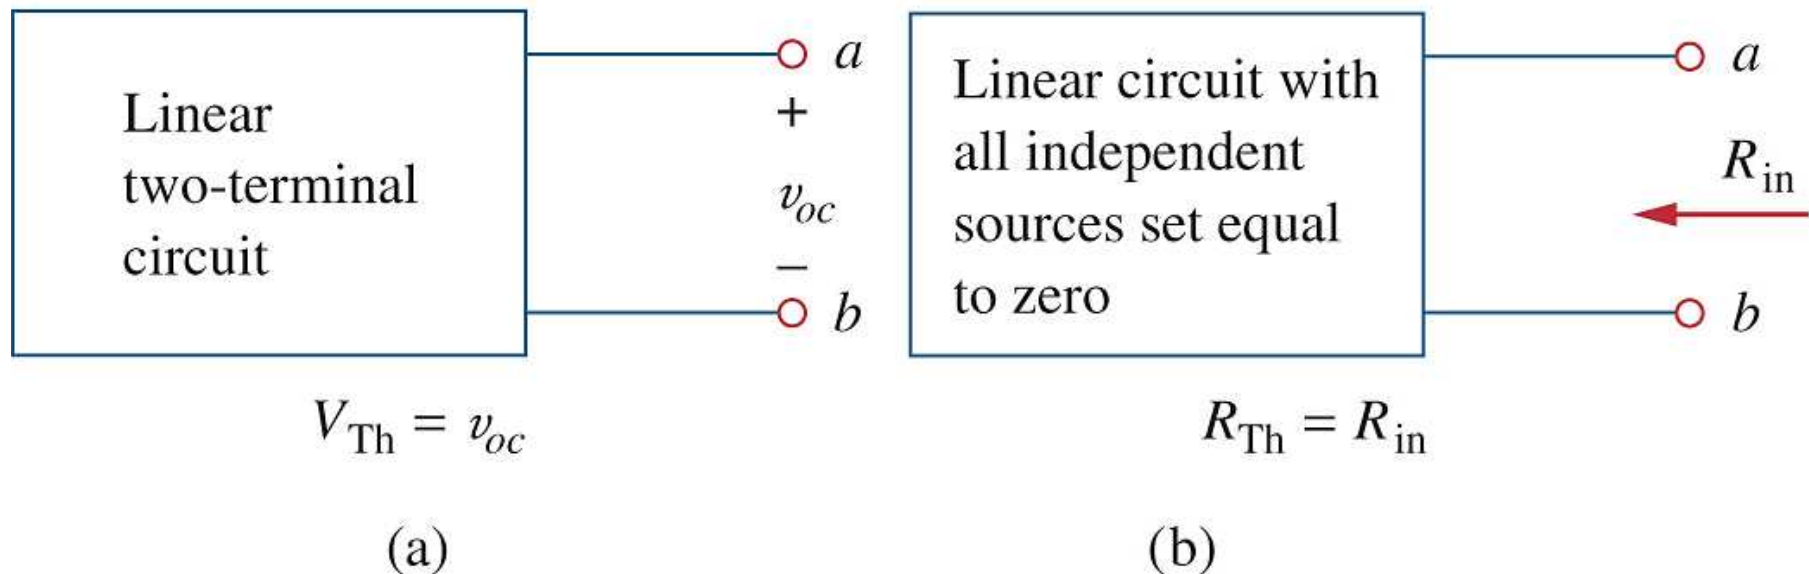 Linear
two-terminal
circuit
a
+
v_oc
−
b
V_Th = v_oc
(a)
Linear circuit with
all independent
sources set equal
to zero
a
R_in
b
R_Th = R_in
(b)